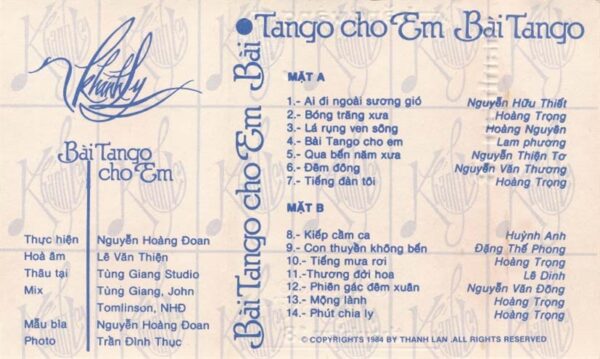 Khánh Ly
Bài Tango
cho Em
Thực hiện Nguyễn Hoàng Đoan
Hoà âm Lê Văn Thiện
Thâu tại Tùng Giang Studio
Mix Tùng Giang, John
Tomlinson, NHĐ
Mẫu bìa Nguyễn Hoàng Đoan
Photo Trần Đình Thục
Bài Tango cho Em Bài
Tango cho Em Bài Tango
MẶT A
1.- Ai đi ngoài sương gió Nguyễn Hữu Thiết
2.- Bóng trăng xưa Hoàng Trọng
3.- Lá rụng ven sông Hoàng Nguyên
4.- Bài Tango cho em Lam phương
5.- Qua bến năm xưa Nguyễn Thiện Tơ
6.- Đêm đông Nguyễn Văn Thương
7.- Tiếng đàn tôi Hoàng Trọng
MẶT B
8.- Kiếp cầm ca Huỳnh Anh
9.- Con thuyền không bến Đặng Thế Phong
10.- Tiếng mưa rơi Hoàng Trọng
11.-Thương đời hoa Lê Dinh
12.- Phiên gác đêm xuân Nguyễn Văn Đông
13.- Mộng lành Hoàng Trọng
14.- Phút chia ly Hoàng Trọng
© COPYRIGHTS 1984 BY THANH LAN .ALL RIGHTS RESERVED